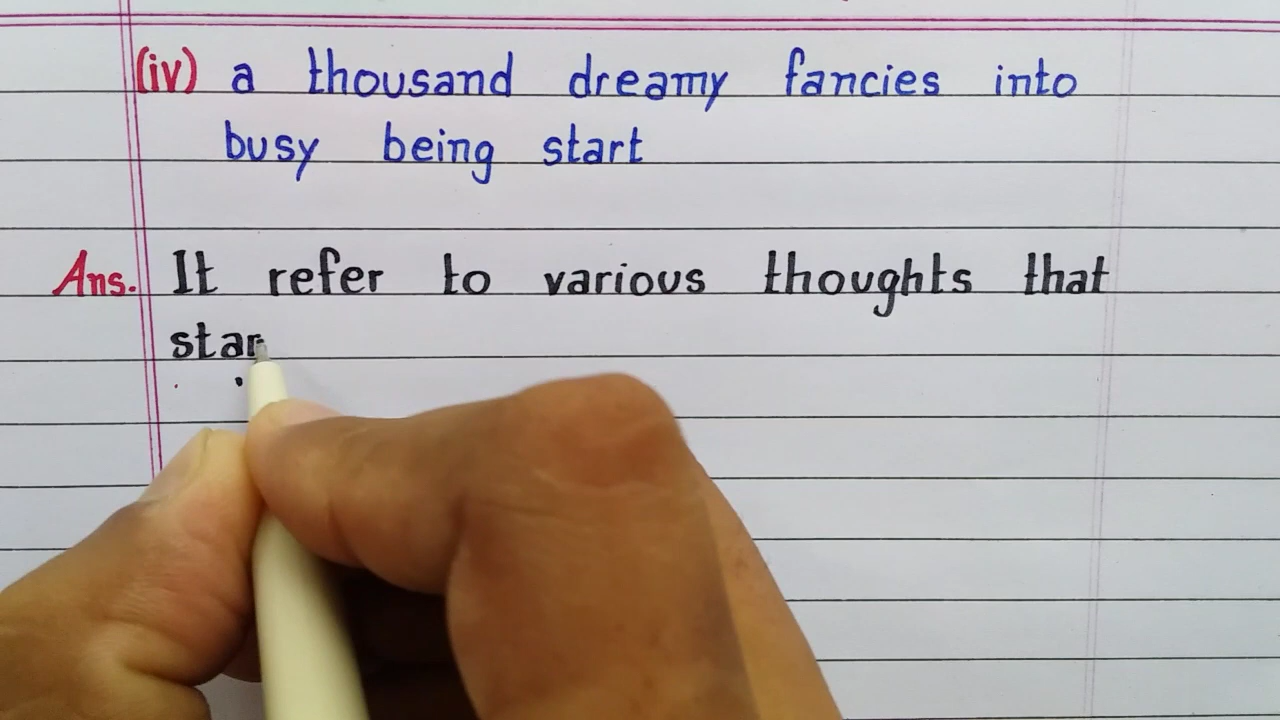 (iv) a thousand dreamy fancies into
busy being start
Ans. It refer to various thoughts that
star